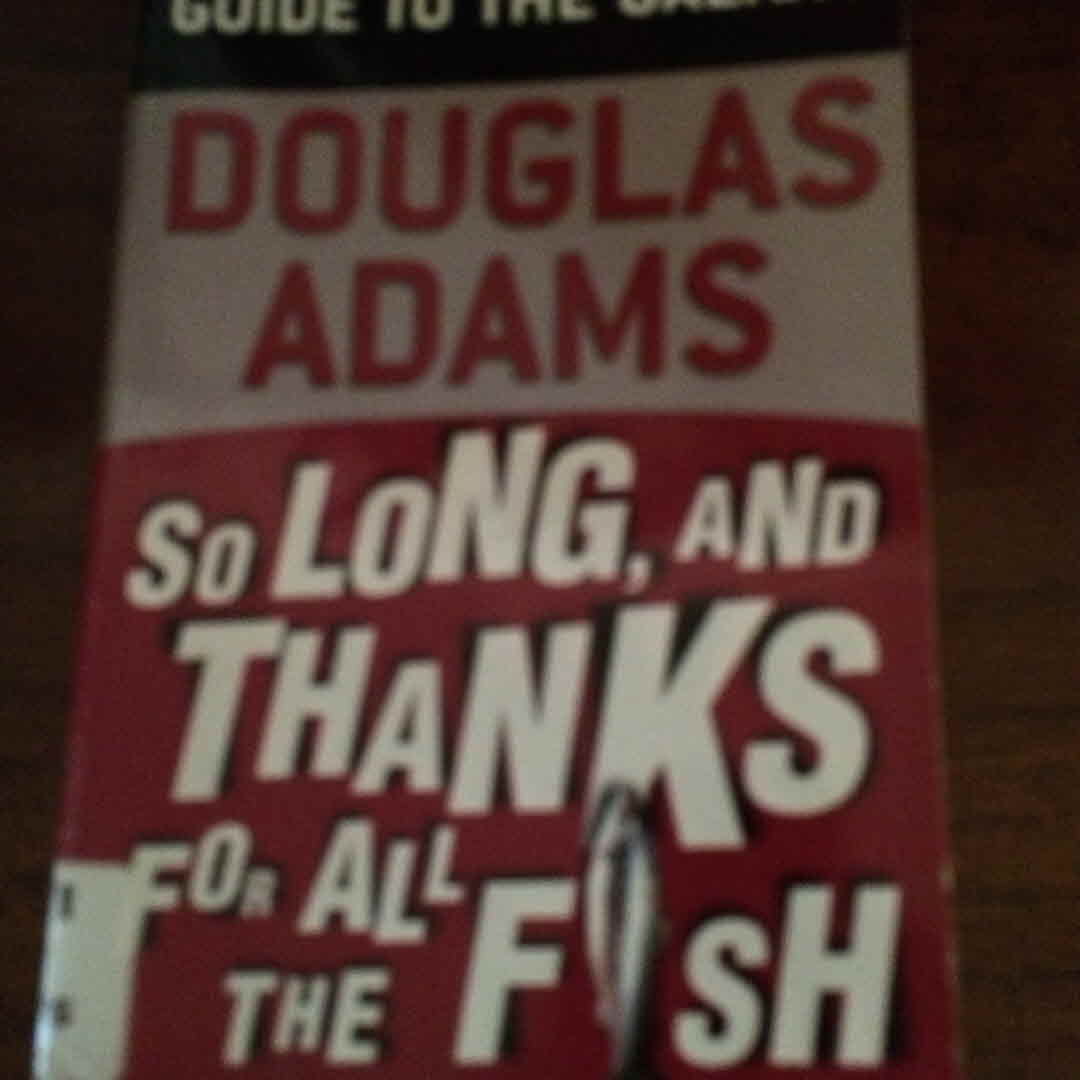 GUIDE TO THE
DOUGLAS
ADAMS
SO LONG, AND
THANKS
FOR ALL
THE FISH